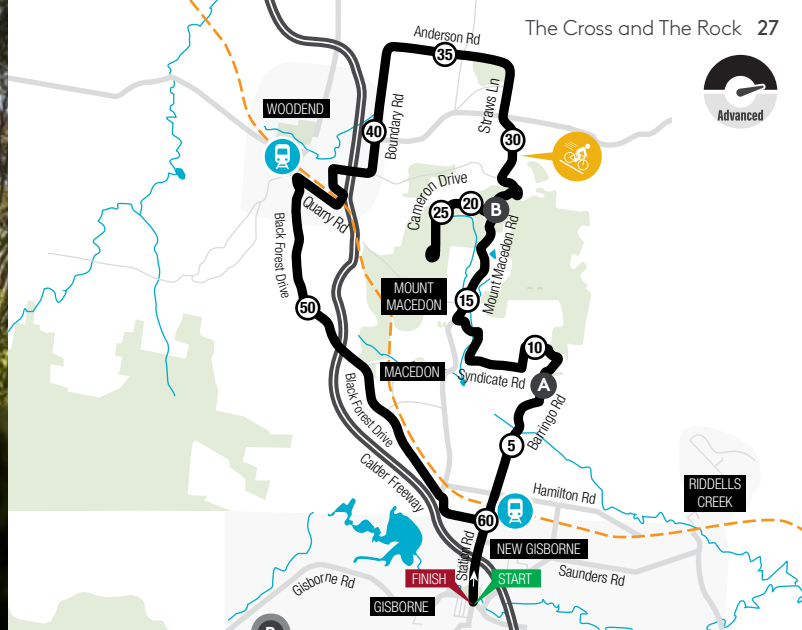 The Cross and The Rock 27
Advanced
Anderson Rd
35
Straws Ln
WOODEND
40
Boundary Rd
30
Cameron Drive
20
25
B
Quarry Rd
Black Forest Drive
Mount Macedon Rd
MOUNT
MACEDON
15
50
10
MACEDON
Syndicate Rd
A
Black Forest Drive
Barringo Rd
5
Calder Freeway
RIDDELLS
CREEK
Hamilton Rd
60
Station Rd
NEW GISBORNE
FINISH
START
Saunders Rd
Gisborne Rd
GISBORNE